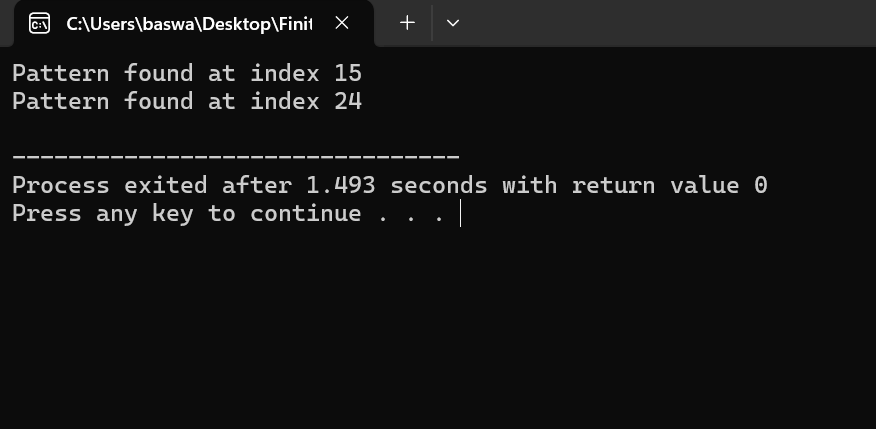 C:\Users\baswa\Desktop\Finit
Pattern found at index 15
Pattern found at index 24
--------------------------------
Process exited after 1.493 seconds with return value 0
Press any key to continue . . .